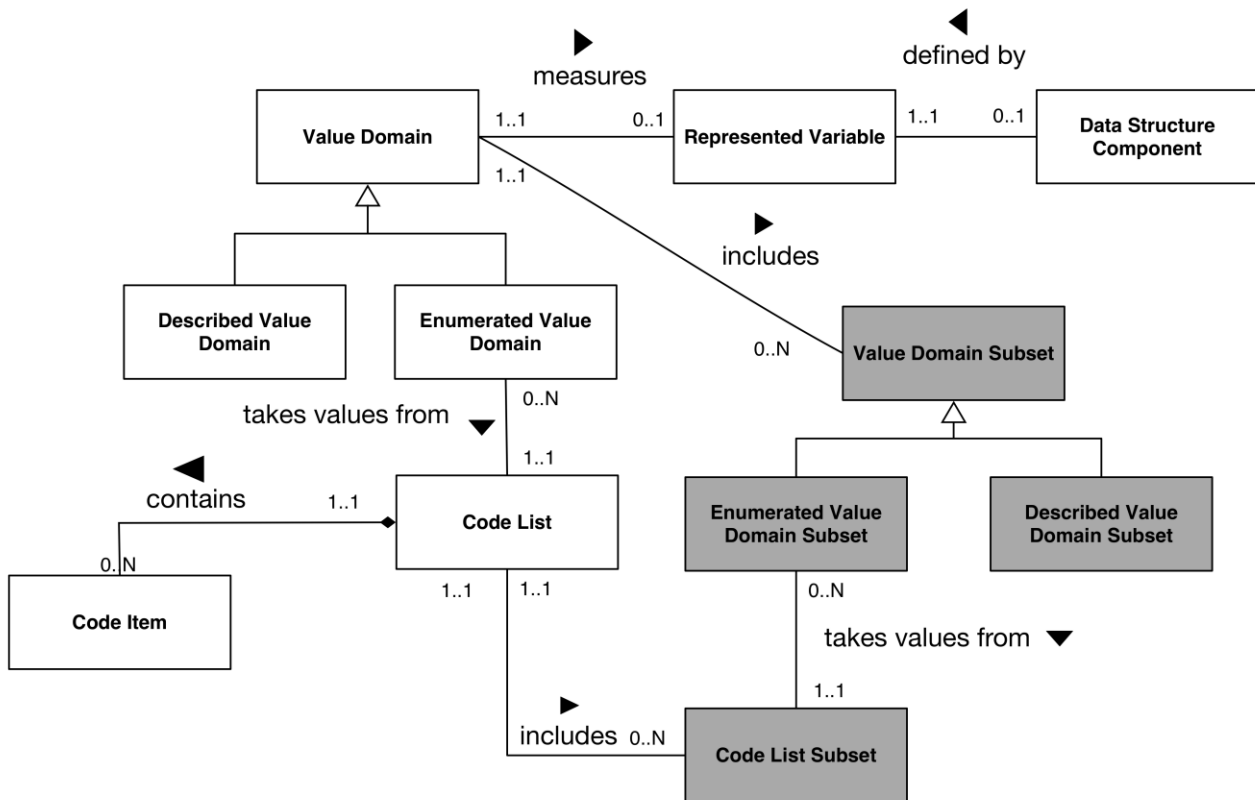 defined by
measures
Value Domain
1..1
0..1
Represented Variable
1..1
0..1
Data Structure
Component
1..1
includes
Described Value
Domain
Enumerated Value
Domain
0..N
Value Domain Subset
0..N
takes values from
1..1
contains
1..1
Code List
Enumerated Value
Domain Subset
Described Value
Domain Subset
0..N
Code Item
1..1
1..1
0..N
takes values from
1..1
includes
0..N
Code List Subset